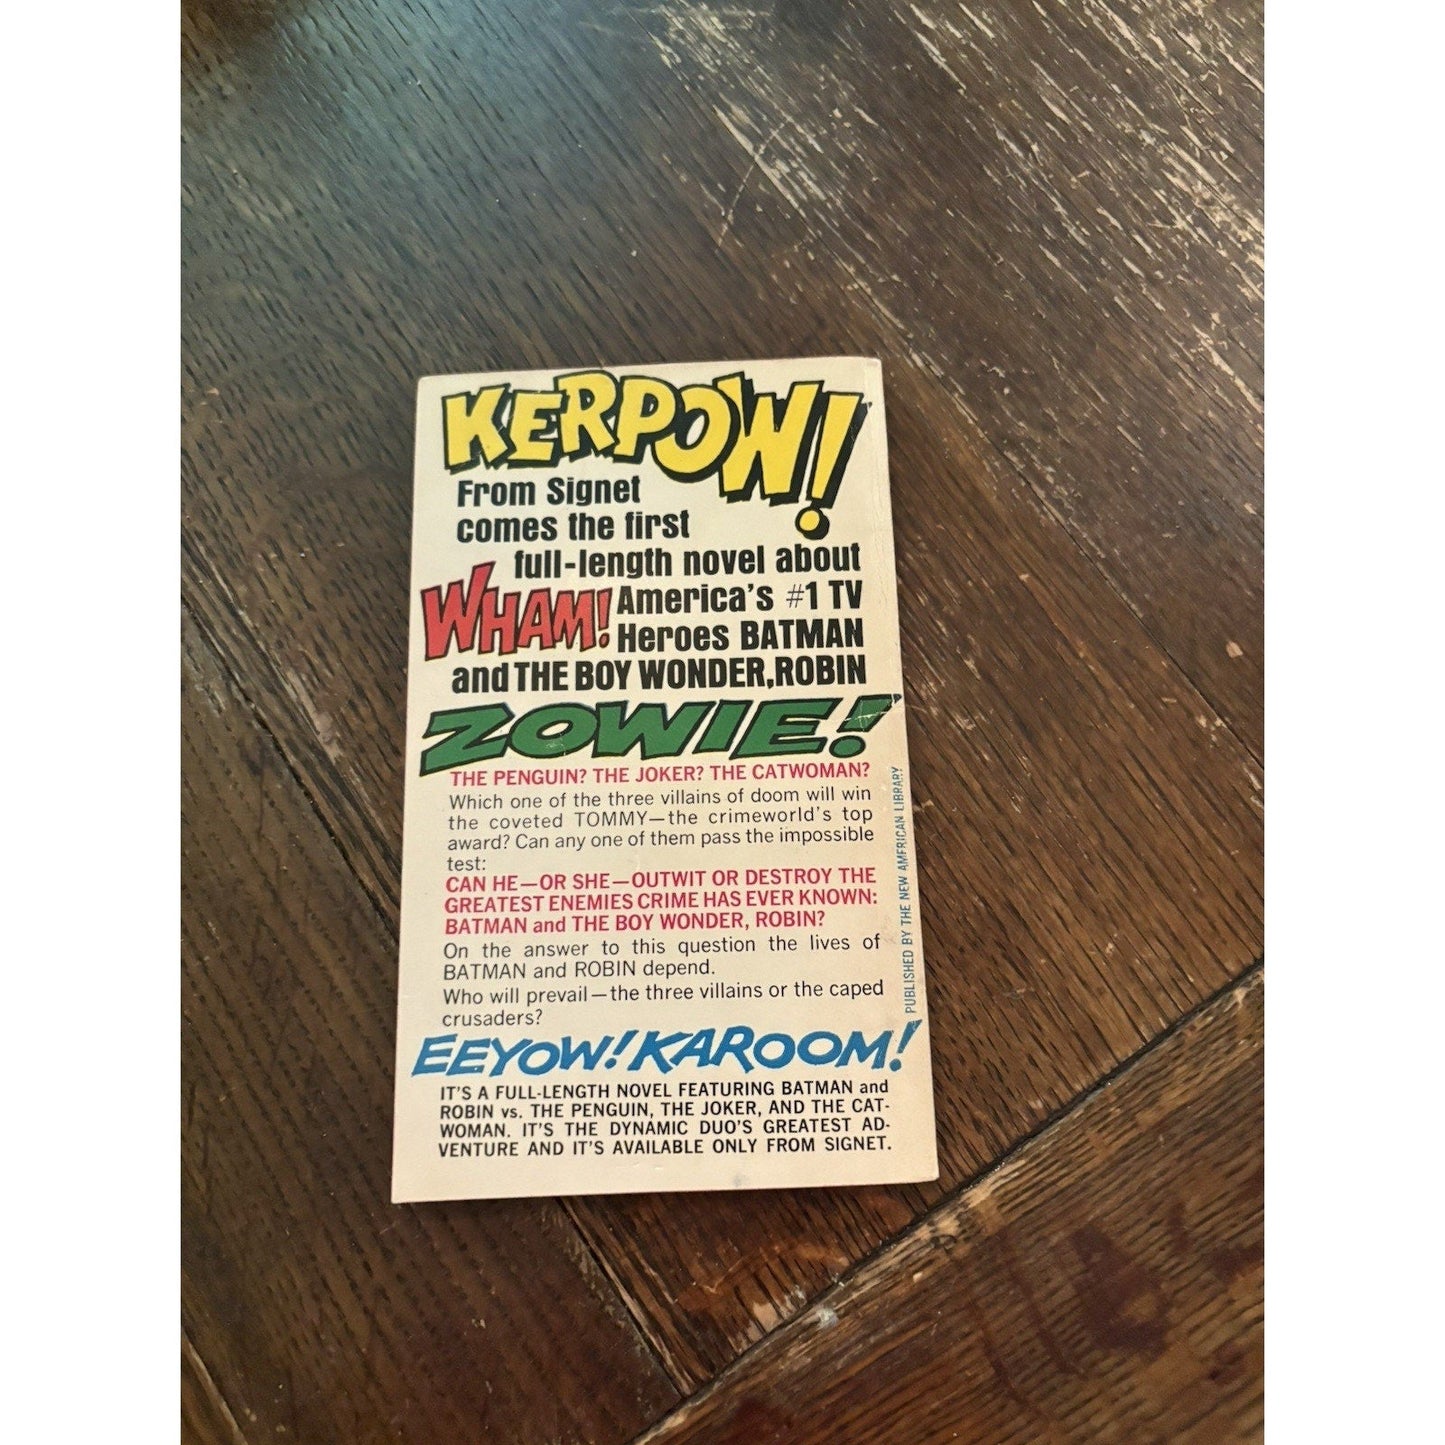 KERPOW!
From Signet
comes the first
full-length novel about
WHAM! America's #1 TV
Heroes BATMAN
and THE BOY WONDER, ROBIN
ZOWIE!
THE PENGUIN? THE JOKER? THE CATWOMAN?
Which one of the three villains of doom will win
the coveted TOMMY—the crimeworld's top
award? Can any one of them pass the impossible
test:
CAN HE—OR SHE—OUTWIT OR DESTROY THE
GREATEST ENEMIES CRIME HAS EVER KNOWN:
BATMAN and THE BOY WONDER, ROBIN?
On the answer to this question the lives of
BATMAN and ROBIN depend.
Who will prevail—the three villains or the caped
crusaders?
EEYOW! KAROOM!
IT'S A FULL-LENGTH NOVEL FEATURING BATMAN and
ROBIN vs. THE PENGUIN, THE JOKER, AND THE CAT-
WOMAN. IT'S THE DYNAMIC DUO'S GREATEST AD-
VENTURE AND IT'S AVAILABLE ONLY FROM SIGNET.
PUBLISHED BY THE NEW AMERICAN LIBRARY